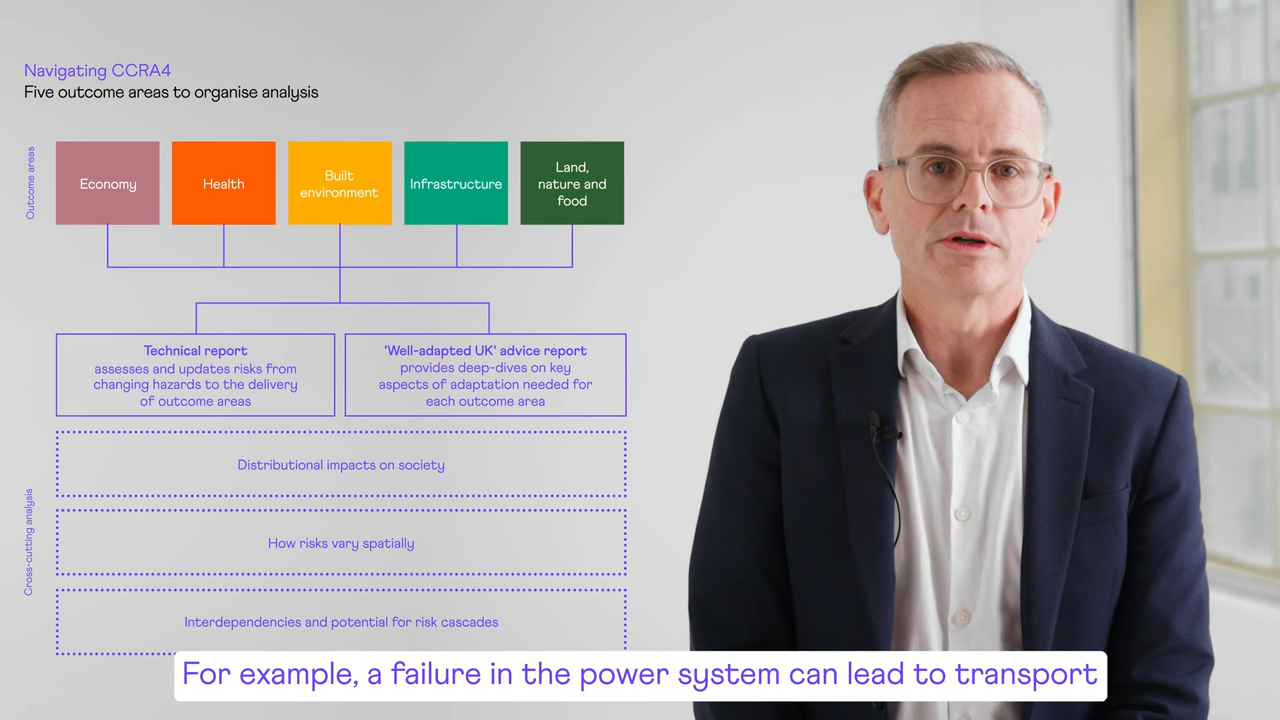 Navigating CCRA4
Five outcome areas to organise analysis
Outcome areas
Economy
Health
Built
environment
Infrastructure
Land,
nature and
food
Technical report
assesses and updates risks from
changing hazards to the delivery
of outcome areas
'Well-adapted UK' advice report
provides deep-dives on key
aspects of adaptation needed for
each outcome area
Cross-cutting analysis
Distributional impacts on society
How risks vary spatially
Interdependencies and potential for risk cascades
For example, a failure in the power system can lead to transport